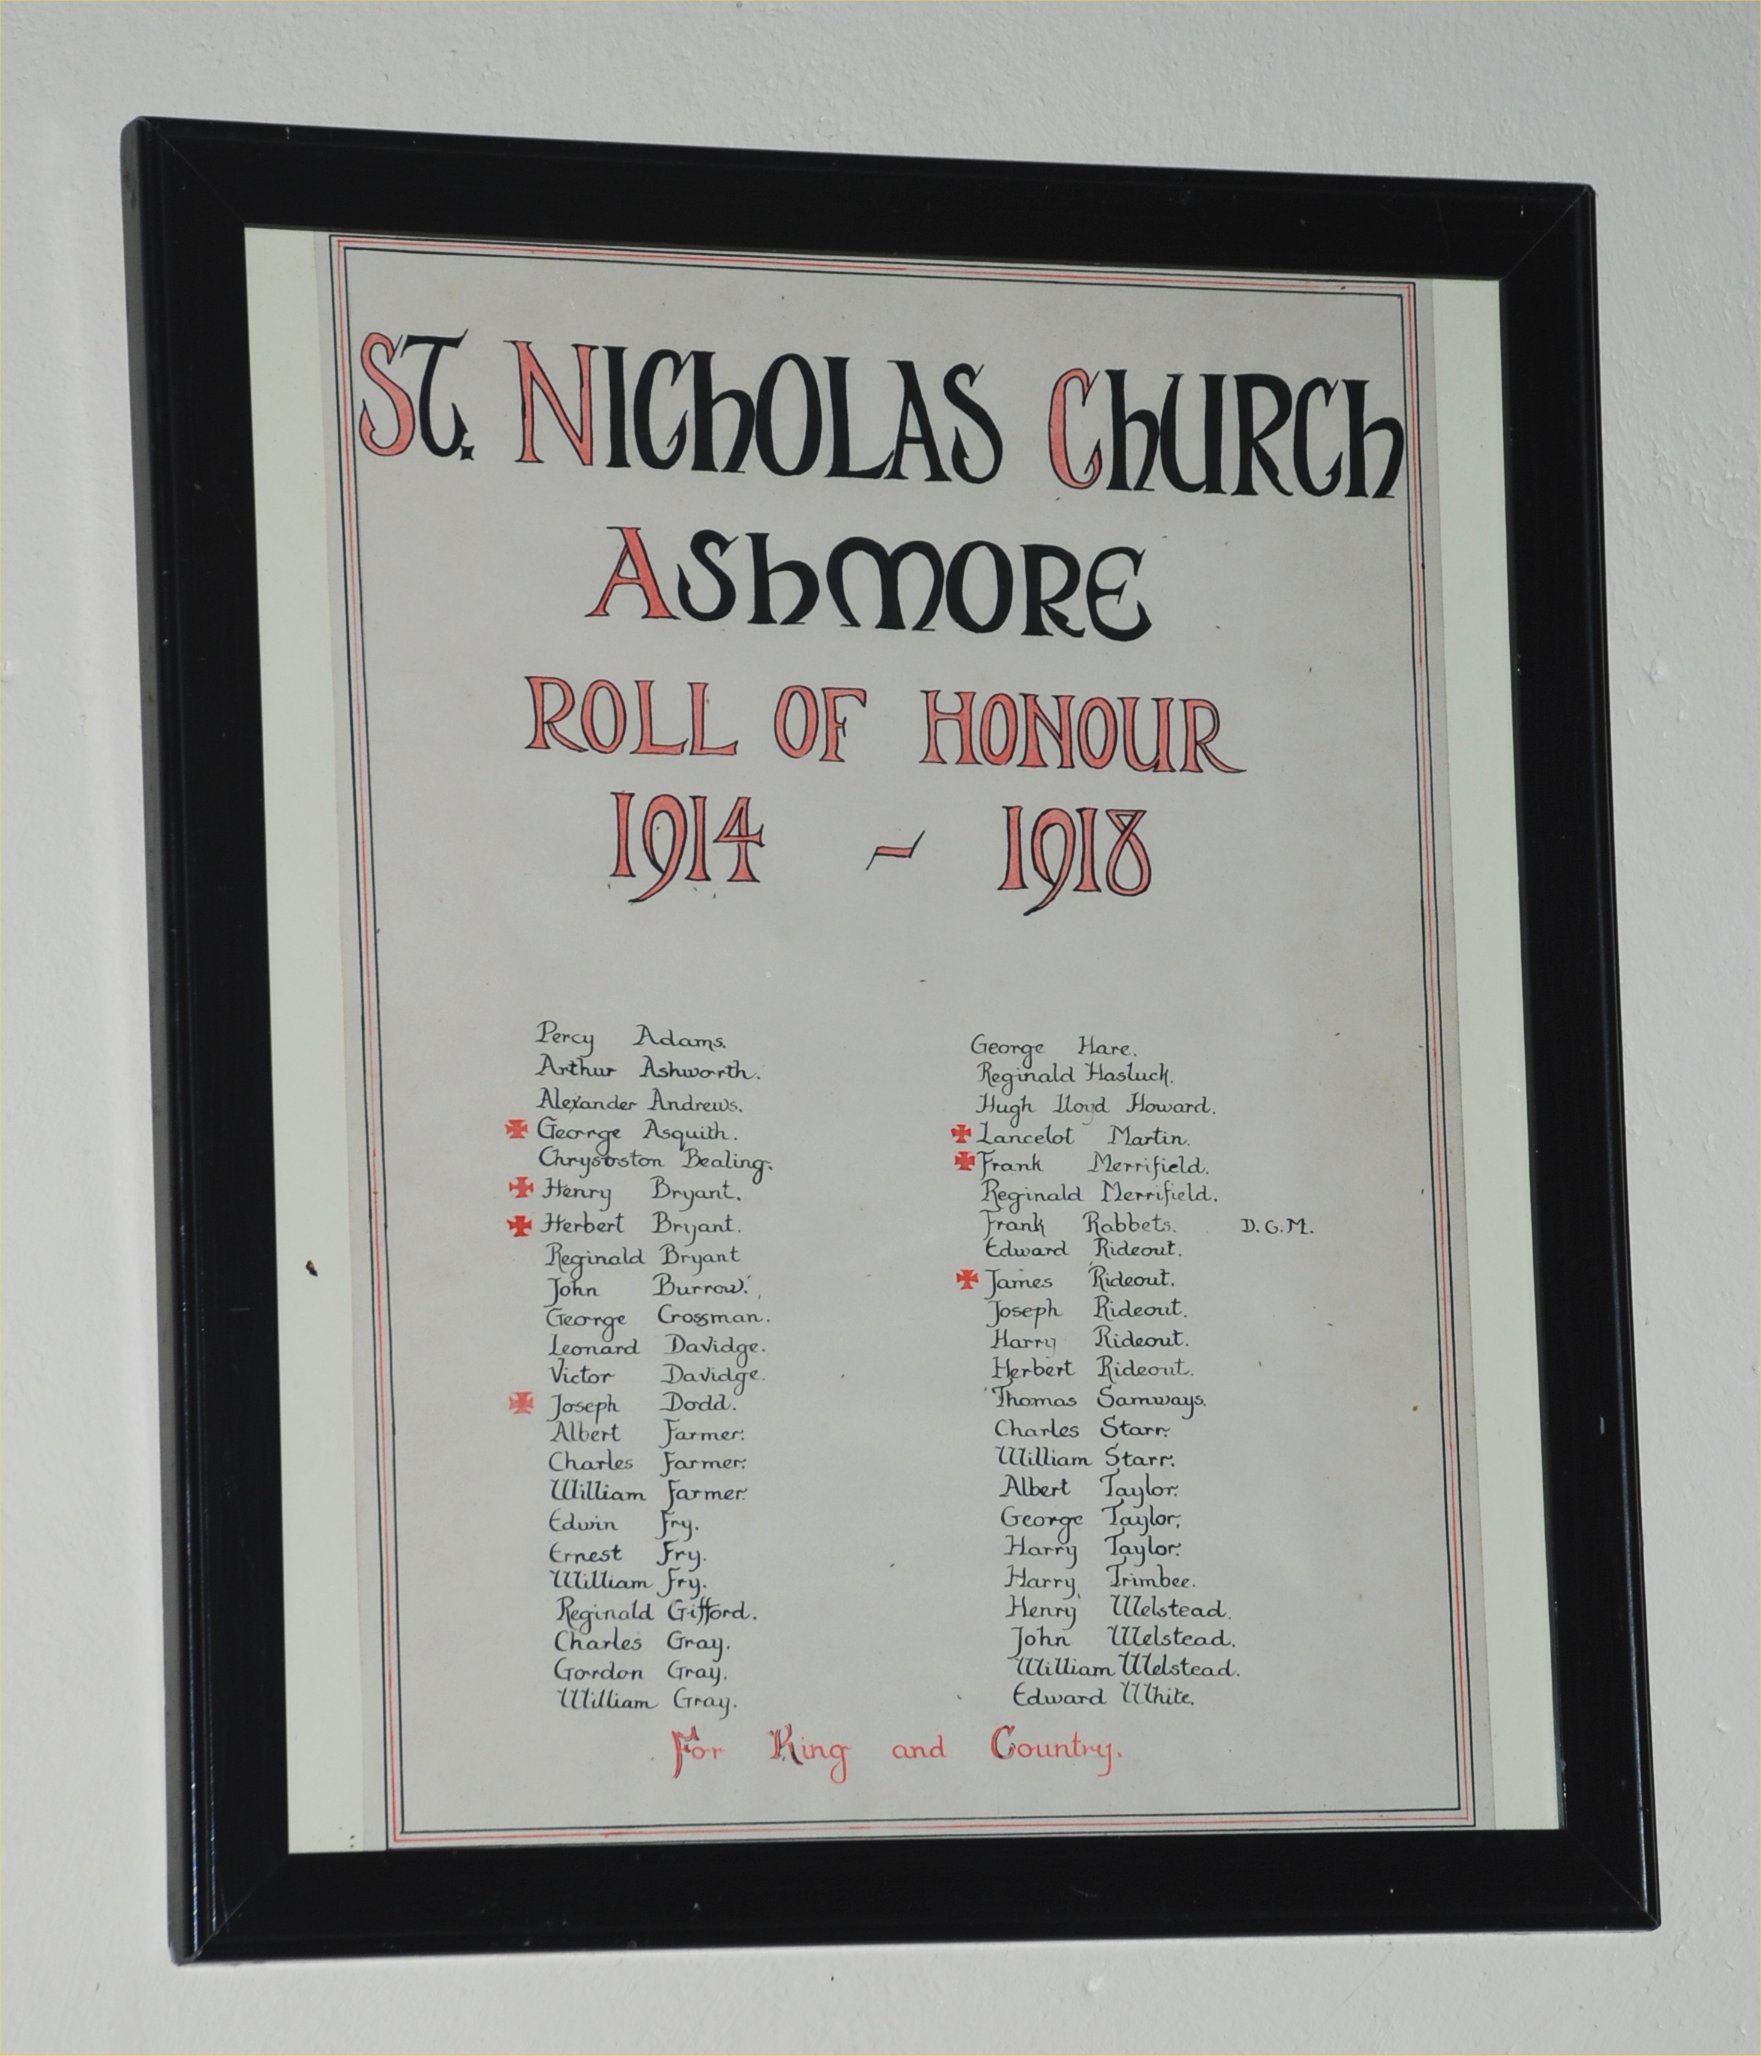 ST. NICHOLAS CHURCH
ASHMORE
ROLL OF HONOUR
1914 ~ 1918
Percy Adams.
Arthur Ashworth.
Alexander Andrews.
George Asquith.
Chrysoston Bealing.
Henry Bryant.
Herbert Bryant.
Reginald Bryant
John Burrow.
George Crossman.
Leonard Davidge.
Victor Davidge.
Joseph Dodd.
Albert Farmer.
Charles Farmer.
William Farmer.
Edwin Fry.
Ernest Fry.
William Fry.
Reginald Gifford.
Charles Gray.
Gordon Gray.
William Gray.
George Hare.
Reginald Hasluck.
Hugh Lloyd Howard.
Lancelot Martin.
Frank Merrifield.
Reginald Merrifield.
Frank Rabbets. D.C.M.
Edward Rideout.
James Rideout.
Joseph Rideout.
Harry Rideout.
Herbert Rideout.
Thomas Samways.
Charles Starr.
William Starr.
Albert Taylor.
George Taylor.
Harry Taylor.
Harry Trimbee.
Henry Welstead.
John Welstead.
William Welstead.
Edward White.
For King and Country.